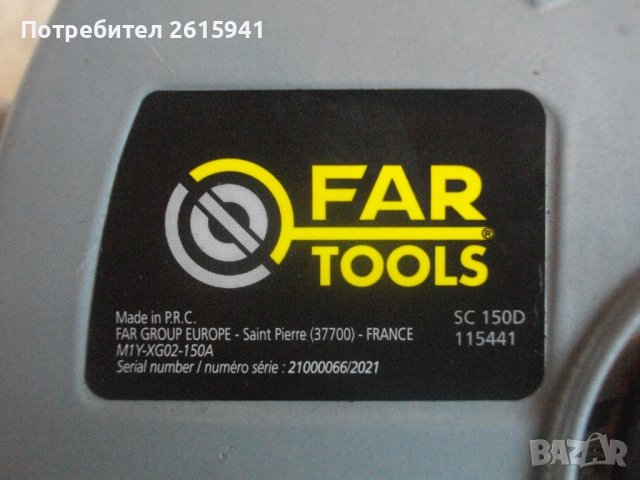 Потребител 2615941
FAR
TOOLS
®
Made in P.R.C.
FAR GROUP EUROPE - Saint Pierre (37700) - FRANCE
M1Y-XG02-150A
Serial number / numéro série : 21000066/2021
SC 150D
115441
BAZAR